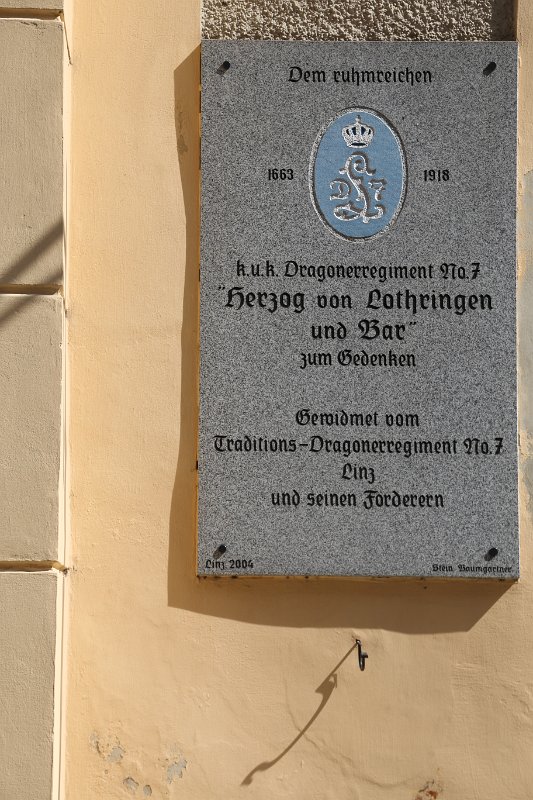 Dem ruhmreichen
1663 D 7 1918
k.u.k. Dragonerregiment No.7
"Herzog von Lothringen
und Bar"
zum Gedenken
Gewidmet vom
Traditions-Dragonerregiment No.7
Linz
und seinen Förderern
Linz 2004
Stein Baumgartner